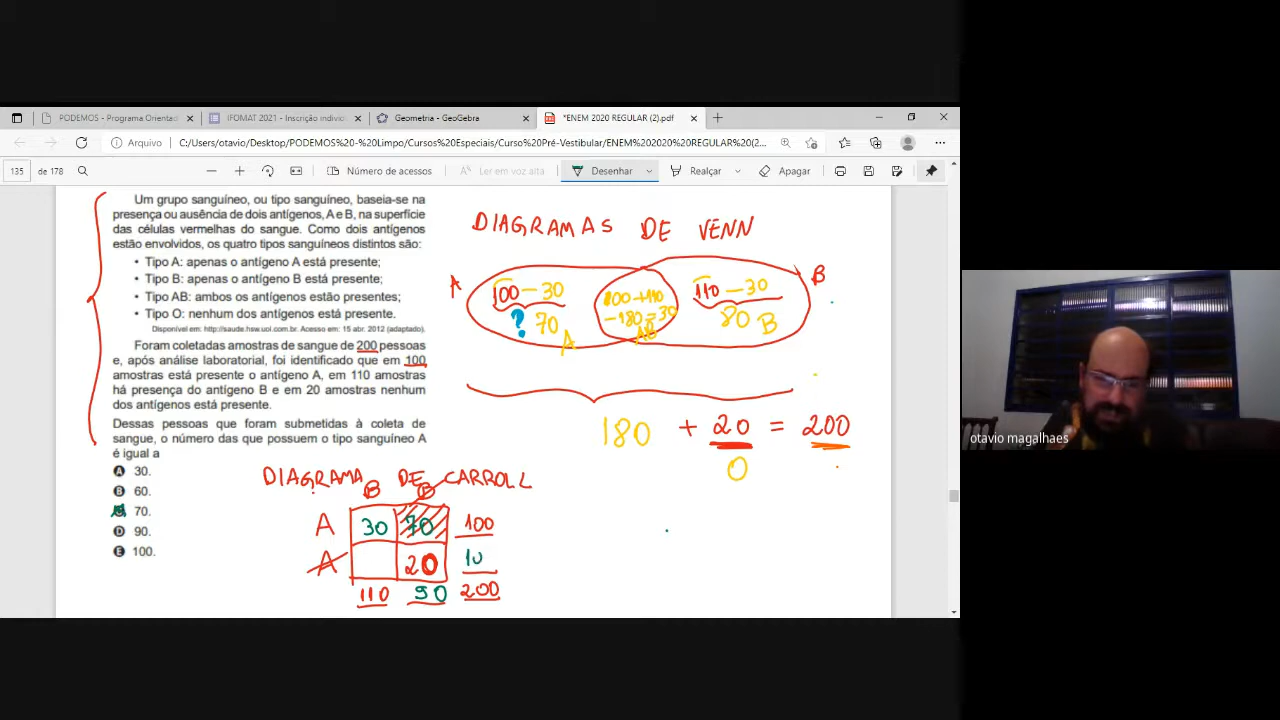 PODEMOS - Programa Orientad
IFOMAT 2021 - Inscrição individ
Geometria - GeoGebra
*ENEM 2020 REGULAR (2).pdf
Arquivo | C:/Users/otavio/Desktop/PODEMOS%20-%20Limpo/Cursos%20Especiais/Curso%20Pré-Vestibular/ENEM%202020%20REGULAR%20(2...
135 de 178
Número de acessos
Ler em voz alta
Desenhar
Realçar
Apagar
Um grupo sanguíneo, ou tipo sanguíneo, baseia-se na
presença ou ausência de dois antígenos, A e B, na superfície
das células vermelhas do sangue. Como dois antígenos
estão envolvidos, os quatro tipos sanguíneos distintos são:
• Tipo A: apenas o antígeno A está presente;
• Tipo B: apenas o antígeno B está presente;
• Tipo AB: ambos os antígenos estão presentes;
• Tipo O: nenhum dos antígenos está presente.
Disponível em: http://saude.hsw.uol.com.br. Acesso em: 15 abr. 2012 (adaptado).
Foram coletadas amostras de sangue de 200 pessoas
e, após análise laboratorial, foi identificado que em 100
amostras está presente o antígeno A, em 110 amostras
há presença do antígeno B e em 20 amostras nenhum
dos antígenos está presente.
Dessas pessoas que foram submetidas à coleta de
sangue, o número das que possuem o tipo sanguíneo A
é igual a
A 30.
B 60.
70.
D 90.
E 100.
DIAGRAMAS DE VENN
A B
100 - 30
100 + 110
110 - 30
? 70
- 180 = 30
80 B
A AB
180 + 20 = 200
O
DIAGRAMA DE CARROLL
B B
A 30 70 100
A 20 10
110 90 200
otavio magalhaes